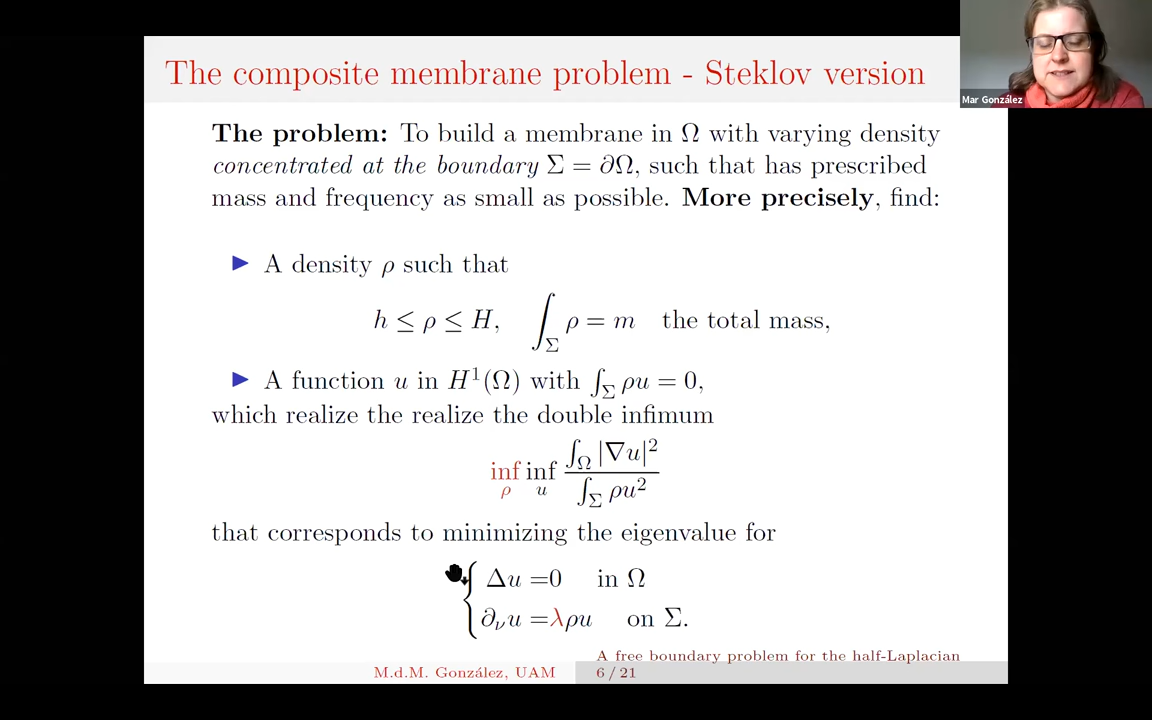 The composite membrane problem - Steklov version
Mar González
The problem: To build a membrane in Ω with varying density
concentrated at the boundary Σ = ∂Ω, such that has prescribed
mass and frequency as small as possible. More precisely, find:
▶ A density ρ such that
h ≤ ρ ≤ H, ∫_Σ ρ = m the total mass,
▶ A function u in H¹(Ω) with ∫_Σ ρu = 0,
which realize the realize the double infimum
inf_ρ inf_u ∫_Ω |∇u|² / ∫_Σ ρu²
that corresponds to minimizing the eigenvalue for
Δu =0 in Ω
∂_ν u =λρu on Σ.
A free boundary problem for the half-Laplacian
M.d.M. González, UAM 6 / 21